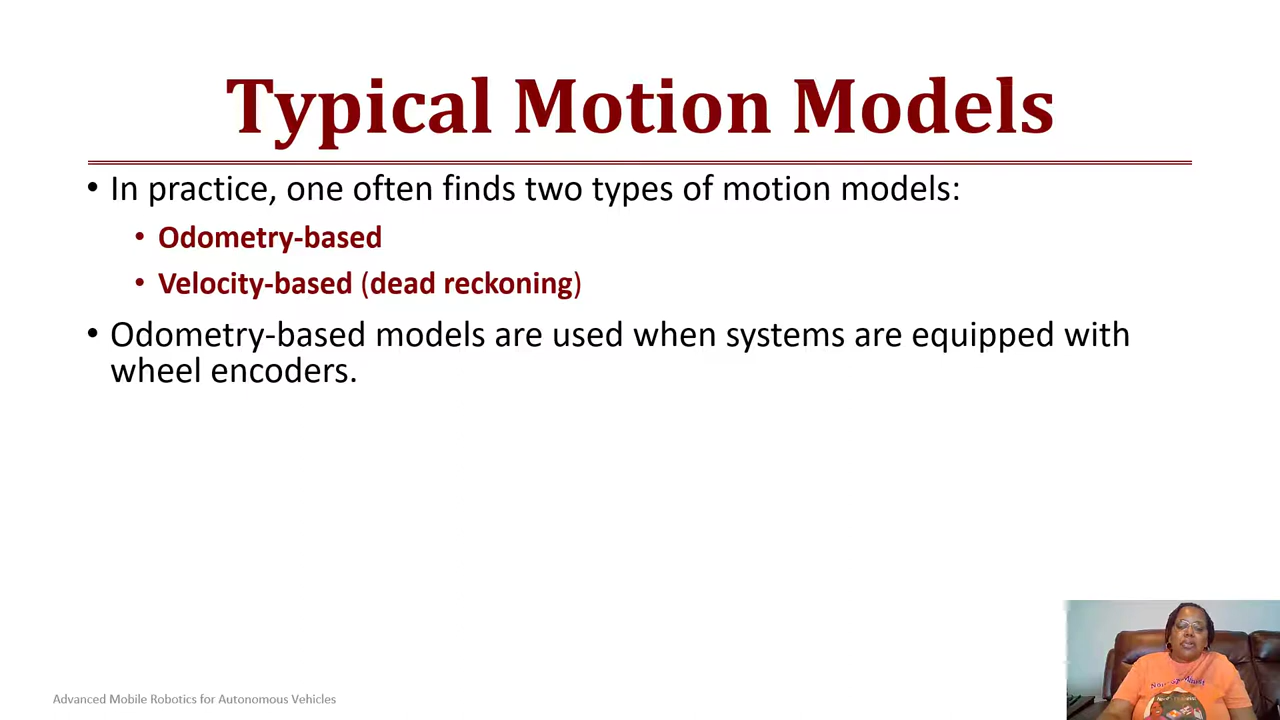 Typical Motion Models
• In practice, one often finds two types of motion models:
• Odometry-based
• Velocity-based (dead reckoning)
• Odometry-based models are used when systems are equipped with
wheel encoders.
Advanced Mobile Robotics for Autonomous Vehicles